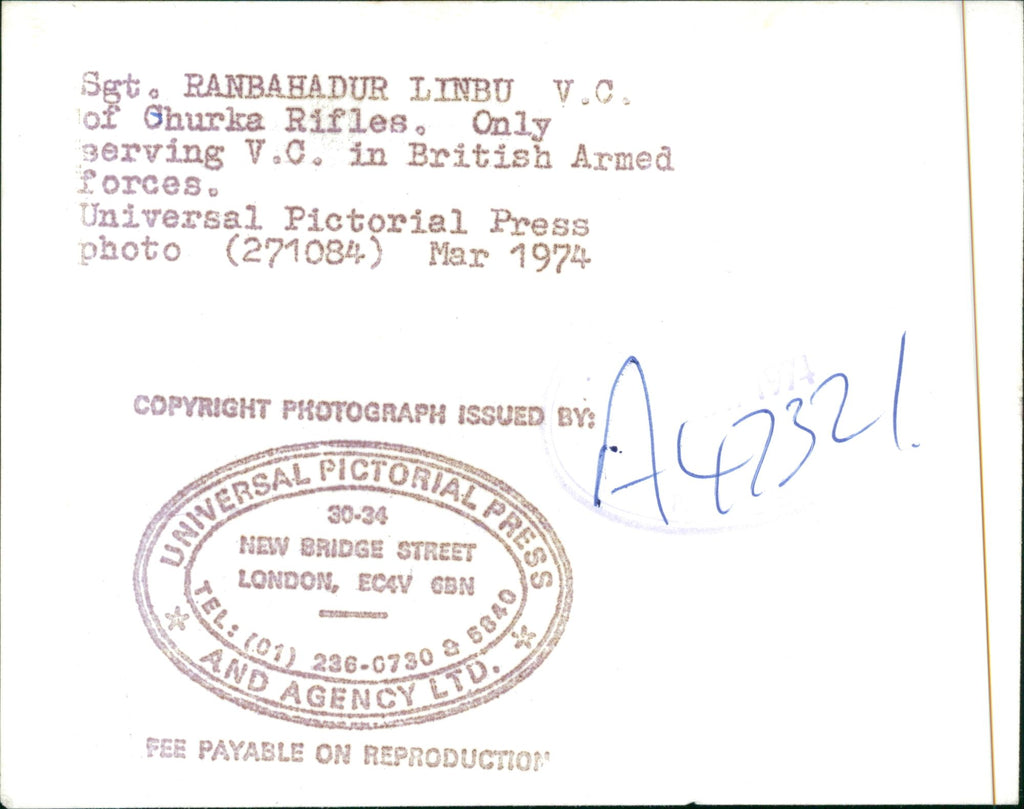 Sgt. RANBAHADUR LINBU V.C.
of Ghurka Rifles. Only
serving V.C. in British Armed
forces.
Universal Pictorial Press
photo (271084) Mar 1974
1974
A47321.
COPYRIGHT PHOTOGRAPH ISSUED BY:
UNIVERSAL PICTORIAL PRESS
30-34
NEW BRIDGE STREET
LONDON, EC4V 6BN
TEL: (01) 236-0730 & 5840
AND AGENCY LTD.
FEE PAYABLE ON REPRODUCTION